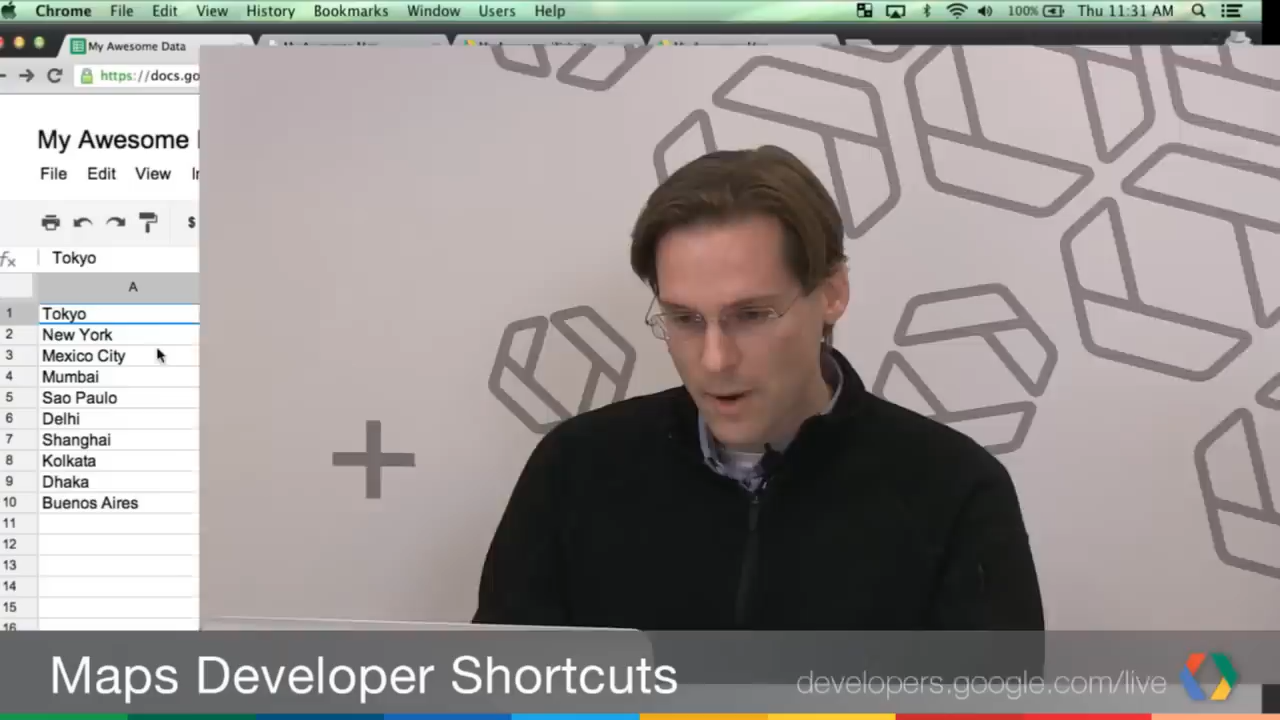 Chrome File Edit View History Bookmarks Window Users Help 100% Thu 11:31 AM
My Awesome Data
https://docs.go
My Awesome
File Edit View
$
fx Tokyo
A
1 Tokyo
2 New York
3 Mexico City
4 Mumbai
5 Sao Paulo
6 Delhi
7 Shanghai
8 Kolkata
9 Dhaka
10 Buenos Aires
11
12
13
14
15
16
Maps Developer Shortcuts
developers.google.com/live